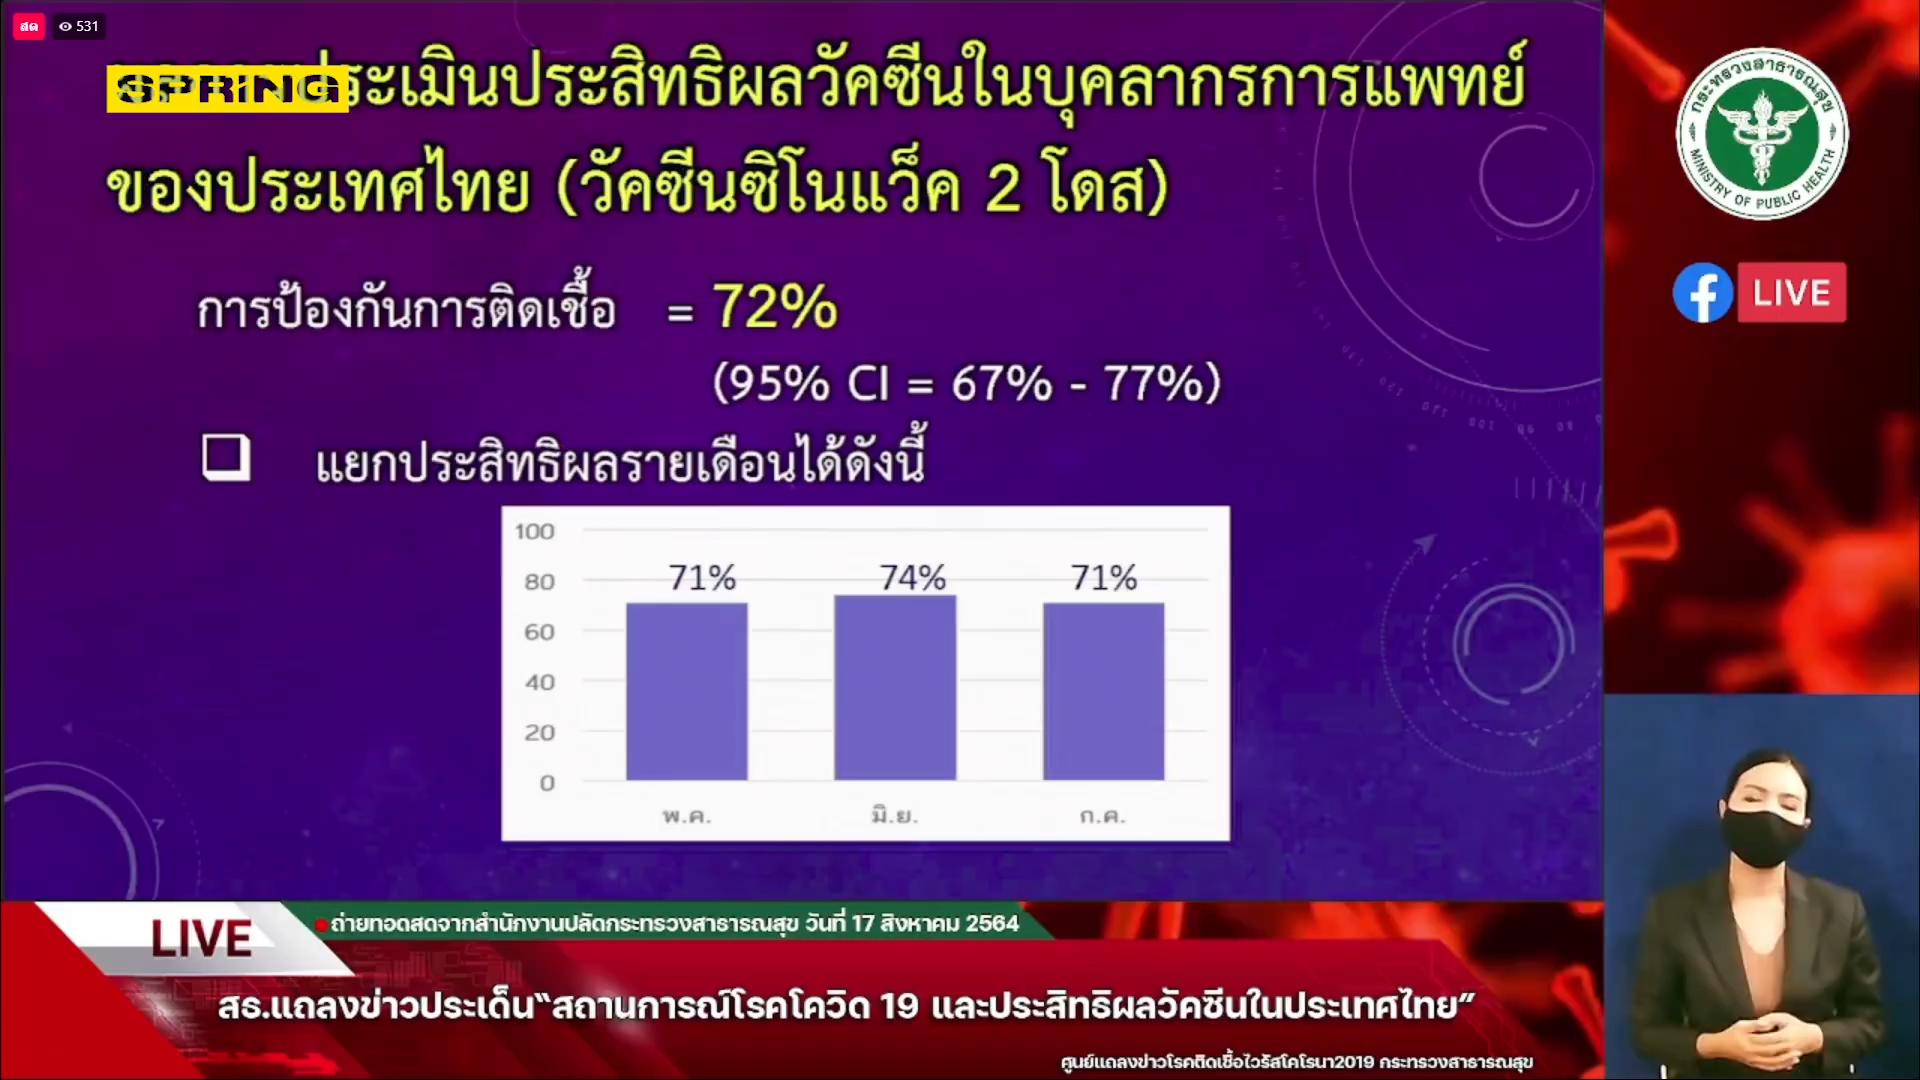 สด 531
SPRING
ประเมินประสิทธิผลวัคซีนในบุคลากรการแพทย์
ของประเทศไทย (วัคซีนซิโนแว็ค 2 โดส)
การป้องกันการติดเชื้อ = 72%
(95% CI = 67% - 77%)
แยกประสิทธิผลรายเดือนได้ดังนี้
100
80
60
40
20
0
71% 74% 71%
พ.ค. มิ.ย. ก.ค.
กระทรวงสาธารณสุข
MINISTRY OF PUBLIC HEALTH
LIVE
LIVE
ถ่ายทอดสดจากสำนักงานปลัดกระทรวงสาธารณสุข วันที่ 17 สิงหาคม 2564
สธ.แถลงข่าวประเด็น“สถานการณ์โรคโควิด 19 และประสิทธิผลวัคซีนในประเทศไทย”
ศูนย์แถลงข่าวโรคติดเชื้อไวรัสโคโรนา2019 กระทรวงสาธารณสุข